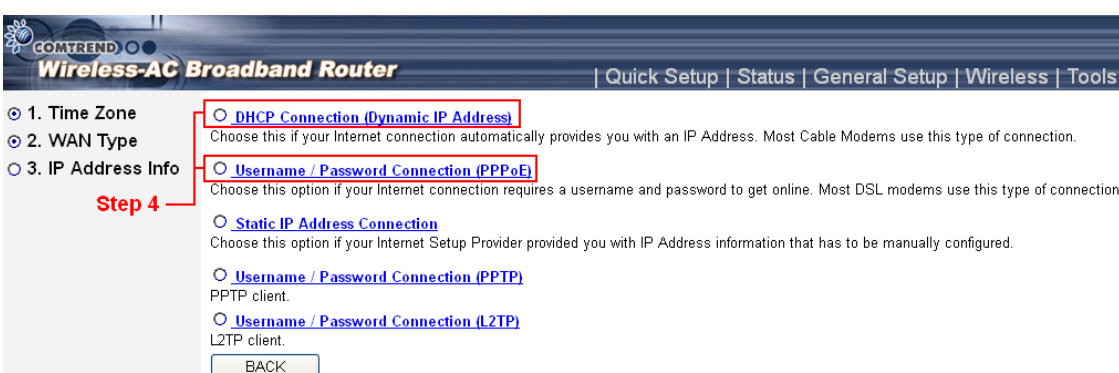 COMTREND
Wireless-AC Broadband Router
| Quick Setup | Status | General Setup | Wireless | Tools
1. Time Zone
2. WAN Type
3. IP Address Info
Step 4
DHCP Connection (Dynamic IP Address)
Choose this if your Internet connection automatically provides you with an IP Address. Most Cable Modems use this type of connection.
Username / Password Connection (PPPoE)
Choose this option if your Internet connection requires a username and password to get online. Most DSL modems use this type of connection
Static IP Address Connection
Choose this option if your Internet Setup Provider provided you with IP Address information that has to be manually configured.
Username / Password Connection (PPTP)
PPTP client.
Username / Password Connection (L2TP)
L2TP client.
BACK